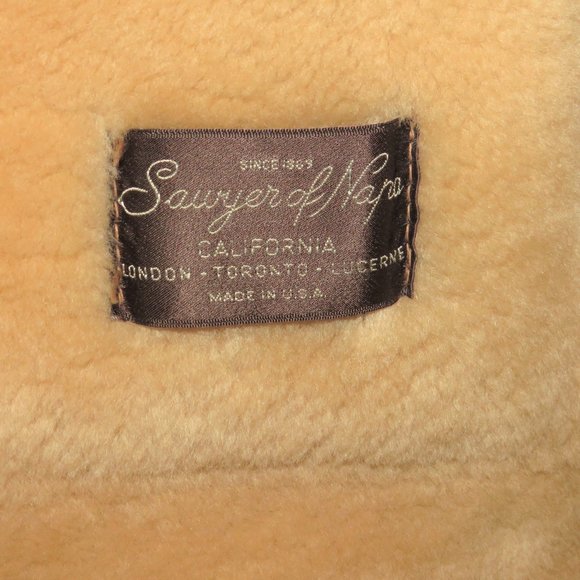 SINCE 1869
Sawyer of Napa
CALIFORNIA
LONDON - TORONTO - LUCERNE
MADE IN U.S.A.